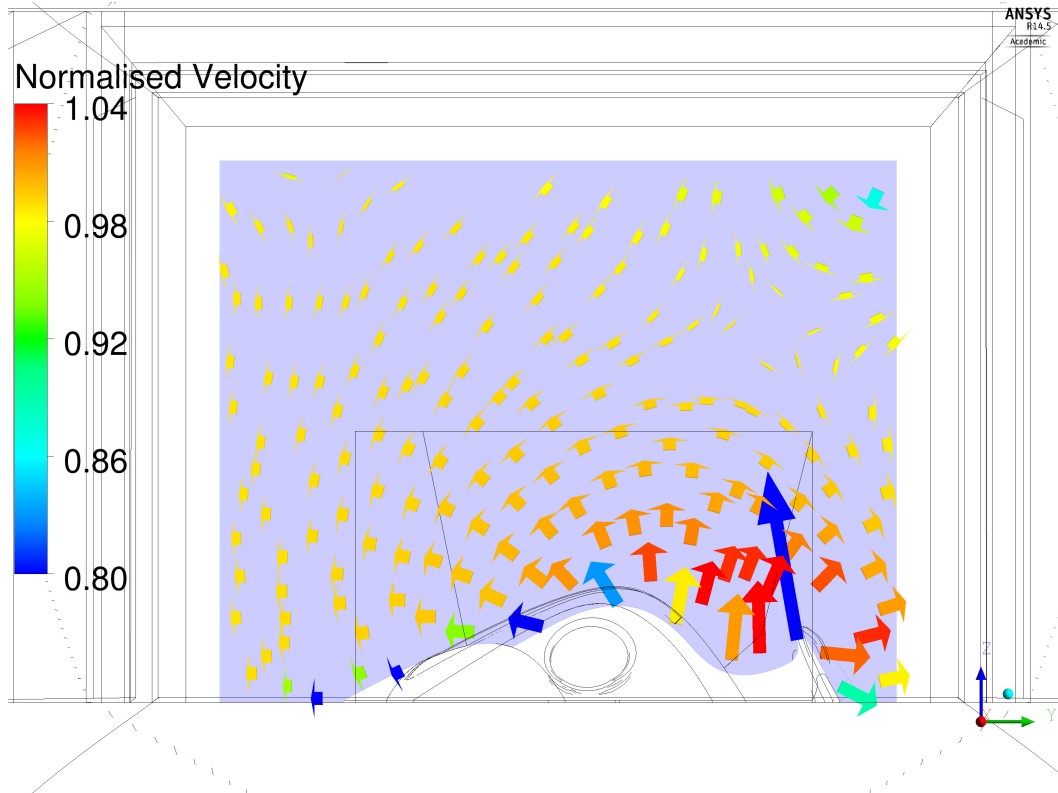 ANSYS
R14.5
Academic
Normalised Velocity
1.04
0.98
0.92
0.86
0.80
Z
X
Y